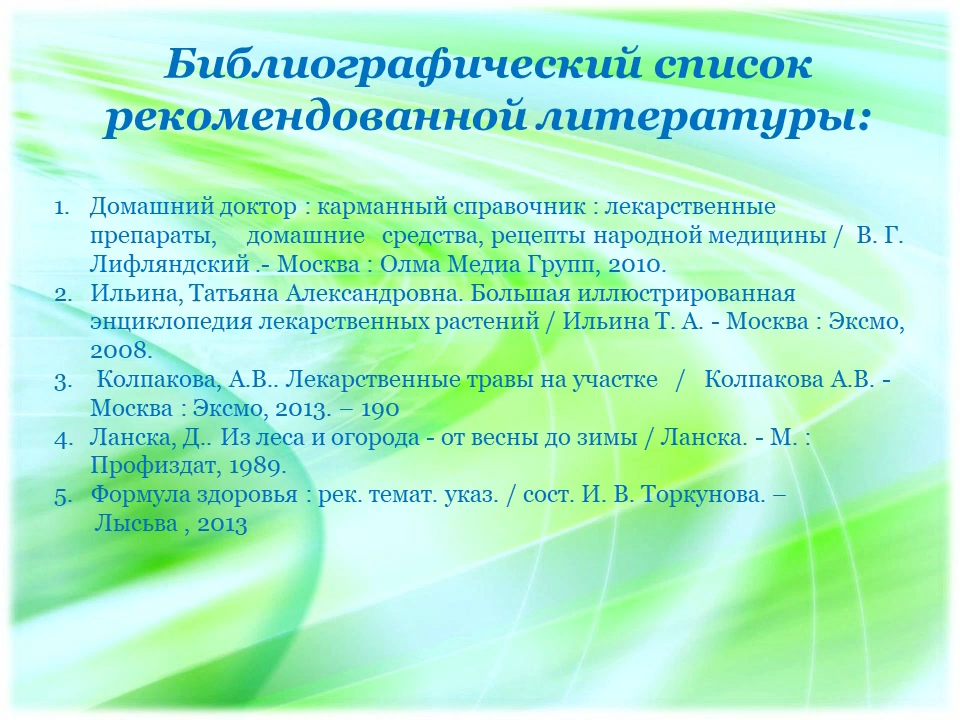 Библиографический список
рекомендованной литературы:
1. Домашний доктор : карманный справочник : лекарственные
препараты, домашние средства, рецепты народной медицины / В. Г.
Лифляндский .- Москва : Олма Медиа Групп, 2010.
2. Ильина, Татьяна Александровна. Большая иллюстрированная
энциклопедия лекарственных растений / Ильина Т. А. - Москва : Эксмо,
2008.
3. Колпакова, А.В.. Лекарственные травы на участке / Колпакова А.В. -
Москва : Эксмо, 2013. – 190
4. Ланска, Д.. Из леса и огорода - от весны до зимы / Ланска. - М. :
Профиздат, 1989.
5. Формула здоровья : рек. темат. указ. / сост. И. В. Торкунова. –
Лысьва , 2013